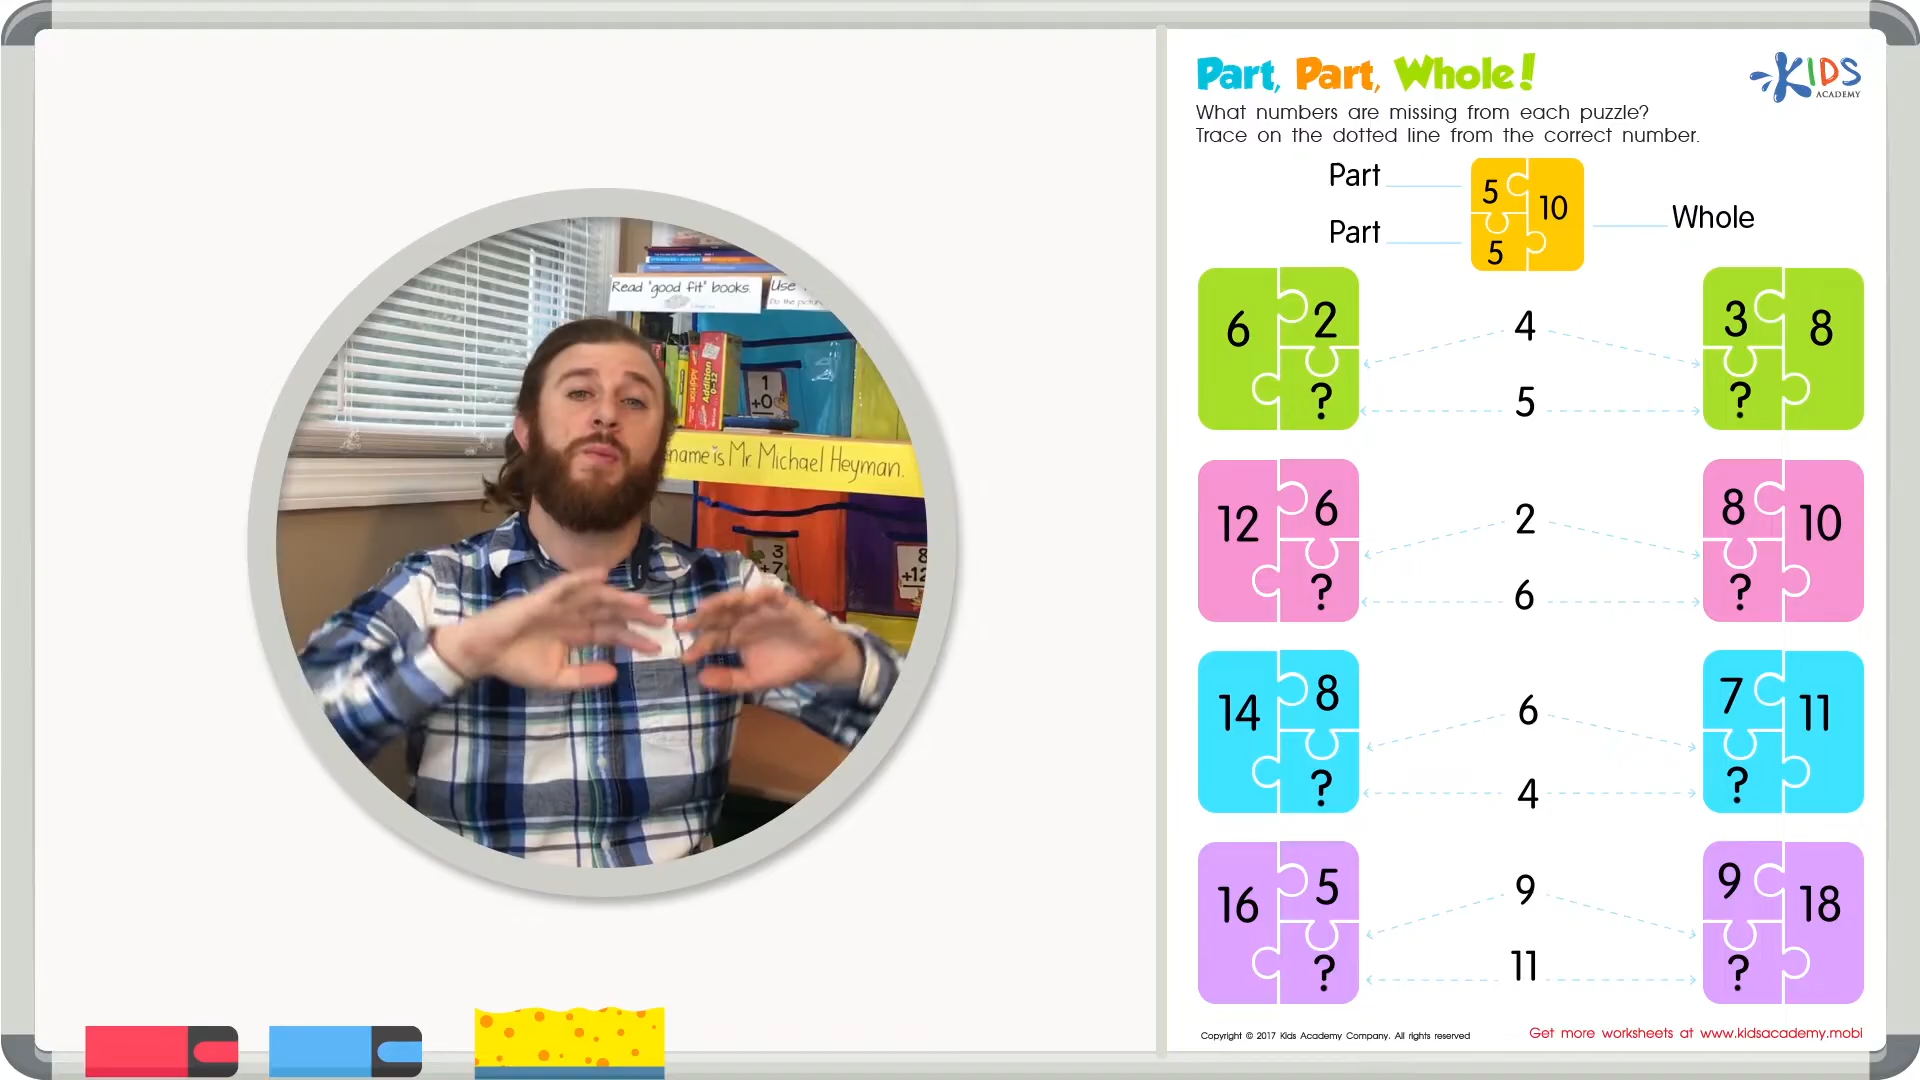 Read "good fit" books.
Use
1
+0
Addition
Addition
0-12
name is Mr. Michael Heyman.
3
+7
8
+12
Part, Part, Whole!
KIDS
ACADEMY
What numbers are missing from each puzzle?
Trace on the dotted line from the correct number.
Part
5
10
Whole
Part
5
6
2
?
4
5
3
8
?
12
6
?
2
6
8
10
?
14
8
?
6
4
7
11
?
16
5
?
9
11
9
18
?
Copyright © 2017 Kids Academy Company. All rights reserved
Get more worksheets at www.kidsacademy.mobi